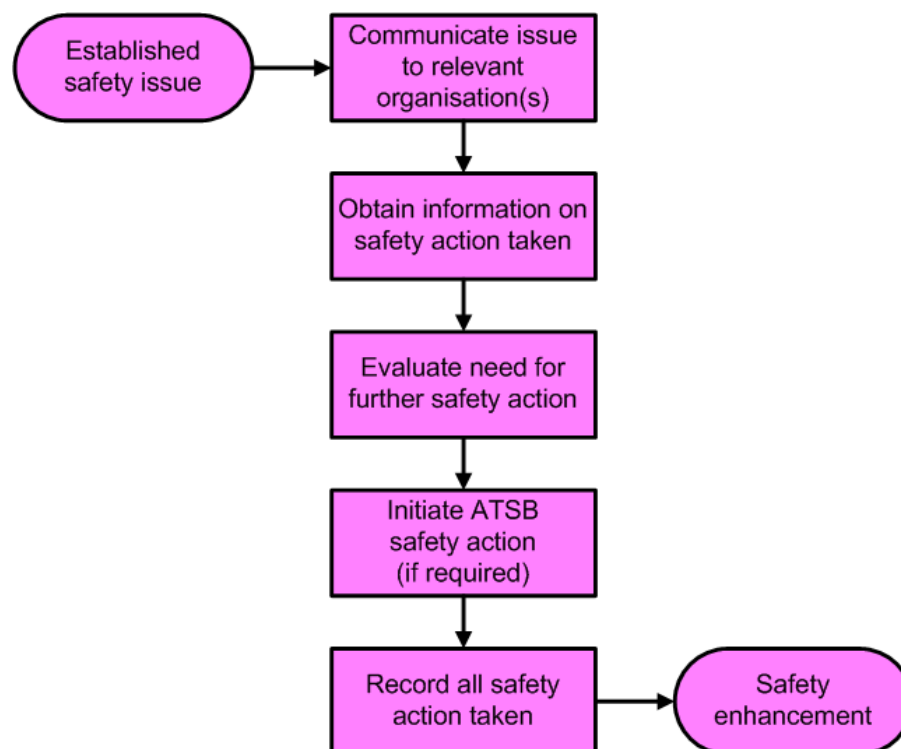 Established
safety issue
Communicate issue
to relevant
organisation(s)
Obtain information on
safety action taken
Evaluate need for
further safety action
Initiate ATSB
safety action
(if required)
Record all safety
action taken
Safety
enhancement